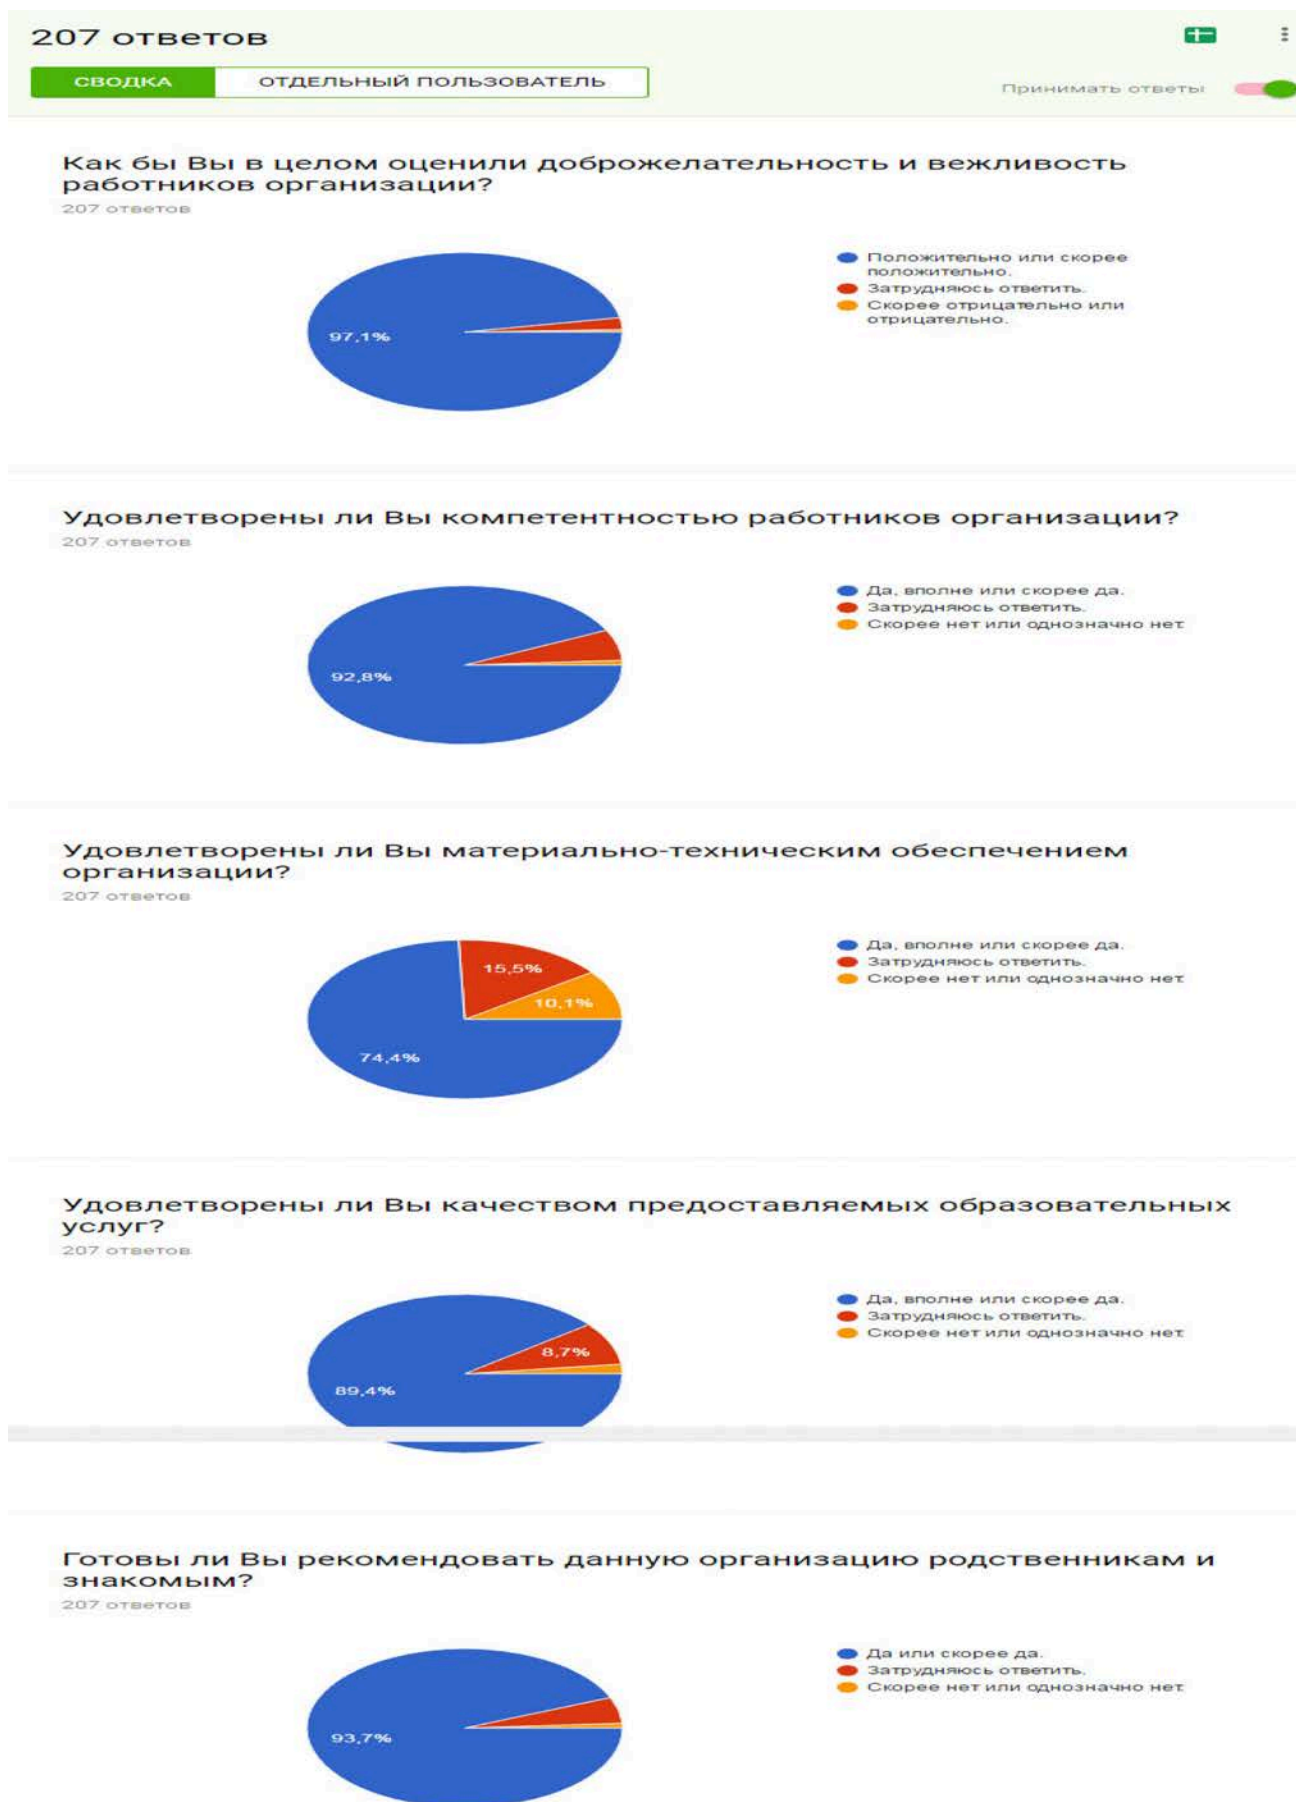 207 ответов
СВОДКА
ОТДЕЛЬНЫЙ ПОЛЬЗОВАТЕЛЬ
Принимать ответы
Как бы Вы в целом оценили доброжелательность и вежливость
работников организации?
207 ответов
97,1%
Положительно или скорее
положительно.
Затрудняюсь ответить.
Скорее отрицательно или
отрицательно.
Удовлетворены ли Вы компетентностью работников организации?
207 ответов
92,8%
Да, вполне или скорее да.
Затрудняюсь ответить.
Скорее нет или однозначно нет.
Удовлетворены ли Вы материально-техническим обеспечением
организации?
207 ответов
15,5%
10,1%
74,4%
Да, вполне или скорее да.
Затрудняюсь ответить.
Скорее нет или однозначно нет.
Удовлетворены ли Вы качеством предоставляемых образовательных
услуг?
207 ответов
8,7%
89,4%
Да, вполне или скорее да.
Затрудняюсь ответить.
Скорее нет или однозначно нет.
Готовы ли Вы рекомендовать данную организацию родственникам и
знакомым?
207 ответов
93,7%
Да или скорее да.
Затрудняюсь ответить.
Скорее нет или однозначно нет.